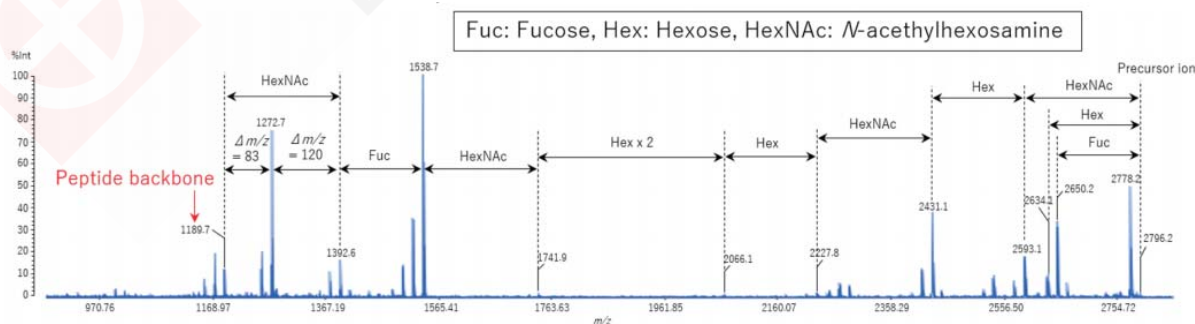 Fuc: Fucose, Hex: Hexose, HexNAc: N-acethylhexosamine
%Int
Precursor ion
100
90
80
70
60
50
40
30
20
10
0
HexNAc
1272.7
Δm/z = 83
Δm/z = 120
Peptide backbone
1189.7
1392.6
Fuc
1538.7
HexNAc
1741.9
Hex x 2
2066.1
Hex
2227.8
HexNAc
2431.1
Hex
2593.1
HexNAc
Hex
Fuc
2634.1
2650.2
2778.2
2796.2
970.76 1168.97 1367.19 1565.41 1763.63 1961.85 2160.07 2358.29 2556.50 2754.72
m/z